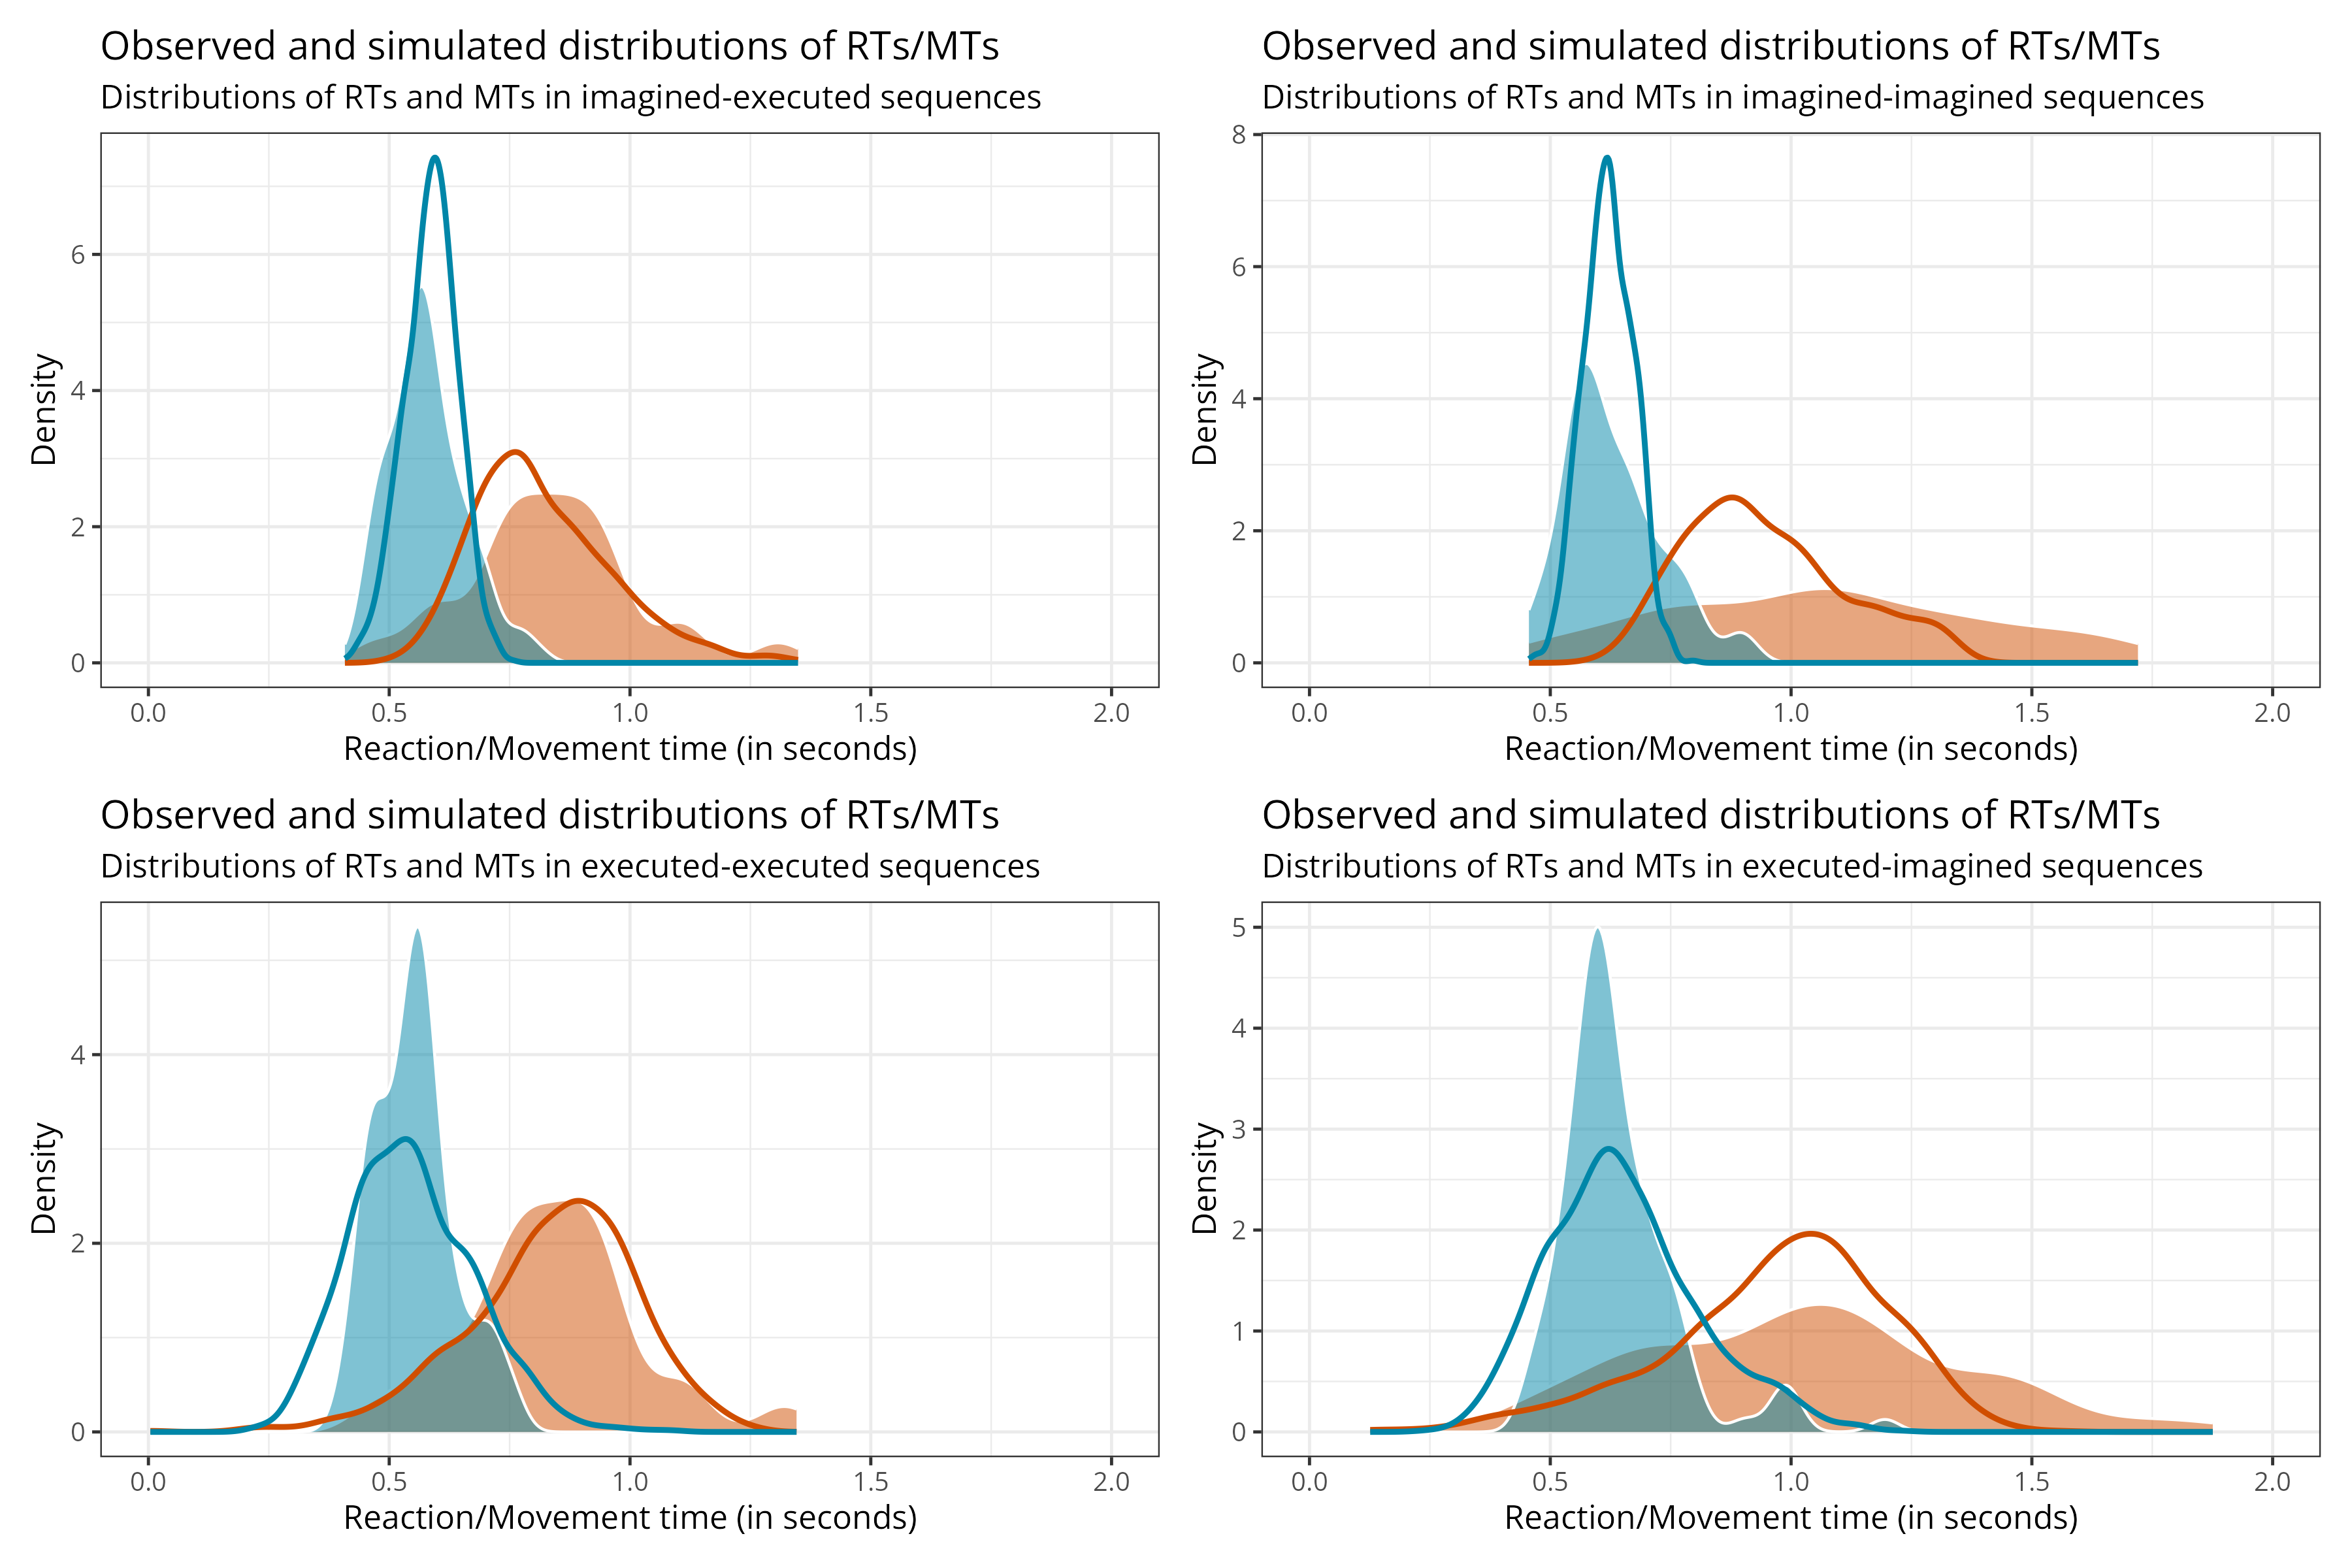 Observed and simulated distributions of RTs/MTs
Distributions of RTs and MTs in imagined-executed sequences
Density
6
4
2
0
0.0 0.5 1.0 1.5 2.0
Reaction/Movement time (in seconds)
Observed and simulated distributions of RTs/MTs
Distributions of RTs and MTs in imagined-imagined sequences
Density
8
6
4
2
0
0.0 0.5 1.0 1.5 2.0
Reaction/Movement time (in seconds)
Observed and simulated distributions of RTs/MTs
Distributions of RTs and MTs in executed-executed sequences
Density
4
2
0
0.0 0.5 1.0 1.5 2.0
Reaction/Movement time (in seconds)
Observed and simulated distributions of RTs/MTs
Distributions of RTs and MTs in executed-imagined sequences
Density
5
4
3
2
1
0
0.0 0.5 1.0 1.5 2.0
Reaction/Movement time (in seconds)